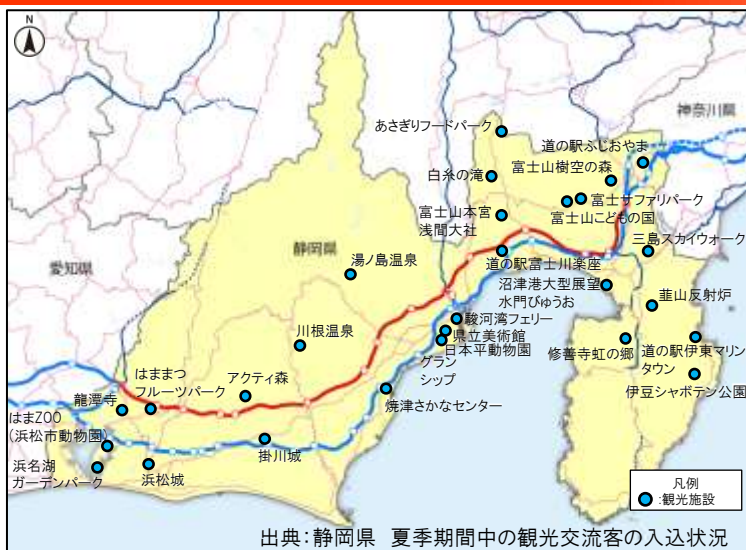 N
神奈川県
あさぎりフードパーク
道の駅ふじおやま
富士山樹空の森
白糸の滝
富士サファリパーク
富士山こどもの国
富士山本宮
浅間大社
静岡県
三島スカイウォーク
愛知県
湯ノ島温泉
道の駅富士川楽座
沼津港大型展望
水門びゅうお
韮山反射炉
駿河湾フェリー
県立美術館
日本平動物園
川根温泉
グラン
シップ
修善寺虹の郷
道の駅伊東マリン
タウン
はままつ
フルーツパーク
アクティ森
伊豆シャボテン公園
龍潭寺
焼津さかなセンター
はまZOO
(浜松市動物園)
掛川城
浜名湖
ガーデンパーク
浜松城
凡例
:観光施設
出典:静岡県 夏季期間中の観光交流客の入込状況